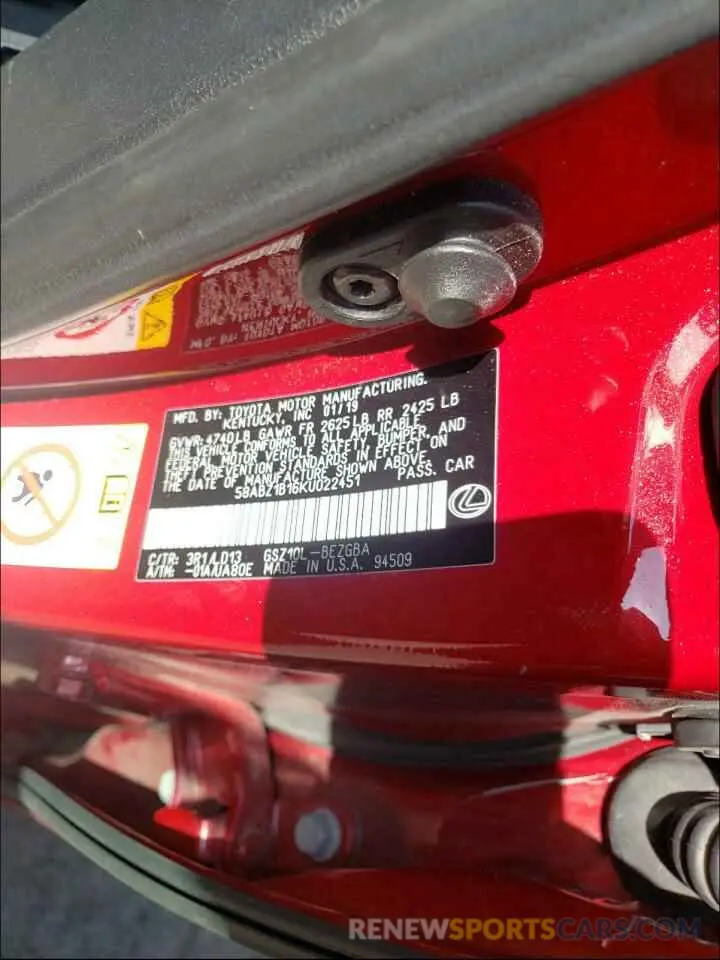 MFD. BY: TOYOTA MOTOR MANUFACTURING.
KENTUCKY, INC 01/19
GVWR: 4740LB GAWR FR 2625LB RR 2425 LB
THIS VEHICLE CONFORMS TO ALL APPLICABLE
FEDERAL MOTOR VEHICLE SAFETY, BUMPER, AND
THEFT PREVENTION STANDARDS IN EFFECT ON
THE DATE OF MANUFACTURE SHOWN ABOVE.
58ABZ1B16KU022451 PASS. CAR
C/TR: 3R1/LD13 GSZ10L-BEZGBA
A/TM: -01A/UA80E MADE IN U.S.A. 94509
RENEWSPORTSCARS.COM